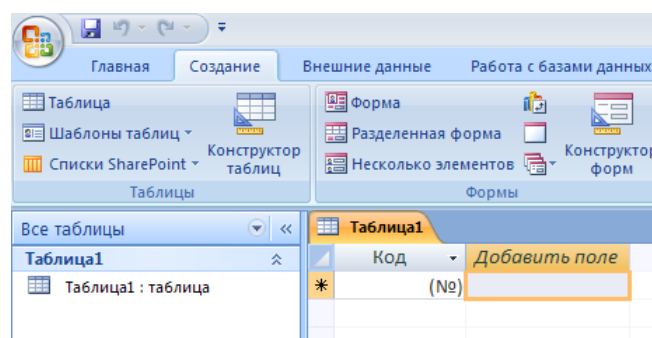 Главная Создание Внешние данные Работа с базами данных
Таблица
Шаблоны таблиц
Списки SharePoint
Конструктор
таблиц
Таблицы
Форма
Разделенная форма
Несколько элементов
Конструктор
форм
Формы
Все таблицы
Таблица1
Таблица1 : таблица
Таблица1
Код Добавить поле
(№)